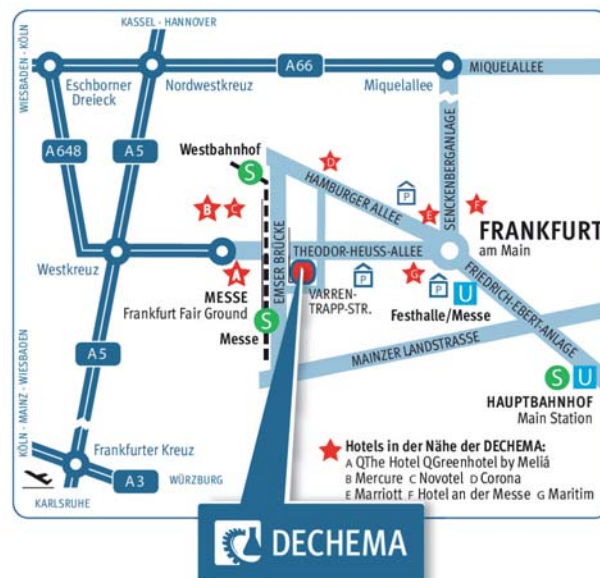 KASSEL - HANNOVER
WIESBADEN - KÖLN
A66
MIQUELALLEE
Eschborner
Dreieck
Nordwestkreuz
Miquelallee
A 648
A5
Westbahnhof
S
D
HAMBURGER ALLEE
P
SENCKENBERGANLAGE
B
C
E
F
FRANKFURT
am Main
EMSER BRÜCKE
THEODOR-HEUSS-ALLEE
Westkreuz
A
G
P
P
U
MESSE
Frankfurt Fair Ground
VARREN-
TRAPP-STR.
Festhalle/Messe
FRIEDRICH-EBERT-ANLAGE
S
Messe
A5
MAINZER LANDSTRASSE
S U
HAUPTBAHNHOF
Main Station
KÖLN - MAINZ - WIESBADEN
Frankfurter Kreuz
A3
WÜRZBURG
KARLSRUHE
Hotels in der Nähe der DECHEMA:
A QThe Hotel QGreenhotel by Meliá
B Mercure C Novotel D Corona
E Marriott F Hotel an der Messe G Maritim
DECHEMA